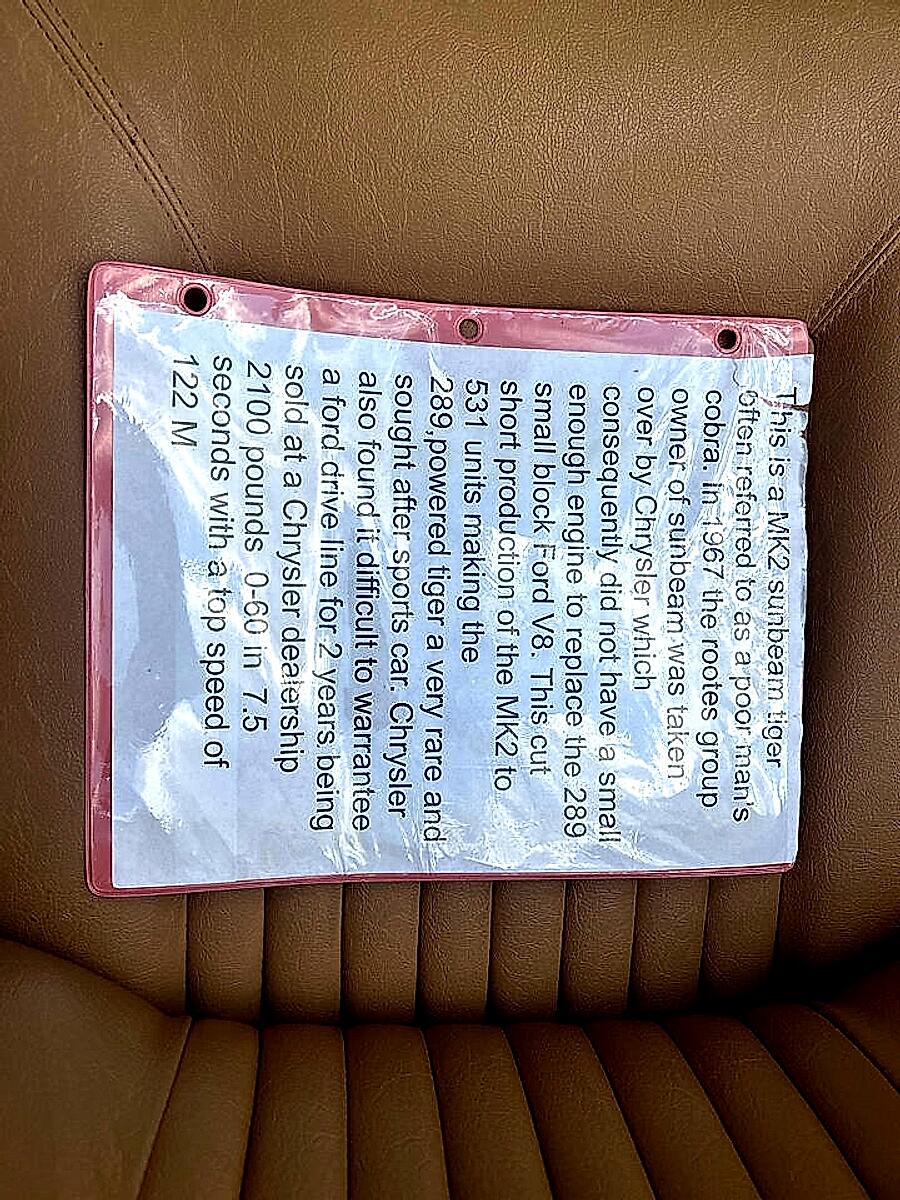 This is a MK2 sunbeam tiger
often referred to as a poor man's
cobra. in 1967 the rootes group
owner of sunbeam was taken
over by Chrysler which
consequently did not have a small
enough engine to replace the 289
small block Ford V8. This cut
short production of the MK2 to
531 units making the
289,powered tiger a very rare and
sought after sports car. Chrysler
also found it difficult to warrantee
a ford drive line for 2 years. being
sold at a Chrysler dealership
2100 pounds 0-60 in 7.5
seconds with a top speed of
122 M